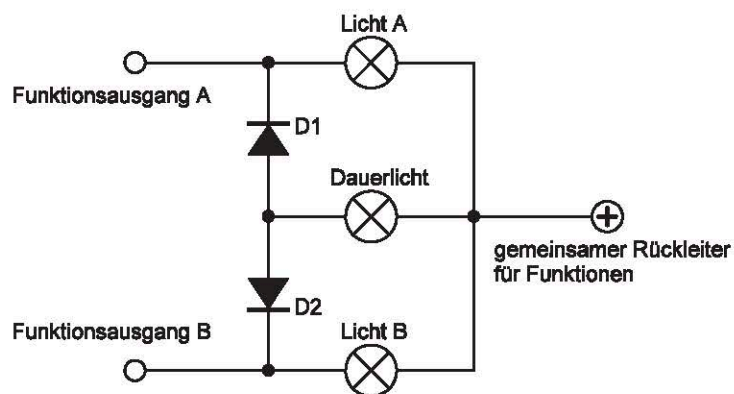 Licht A
Funktionsausgang A
D1
Dauerlicht
gemeinsamer Rückleiter
für Funktionen
D2
Funktionsausgang B
Licht B